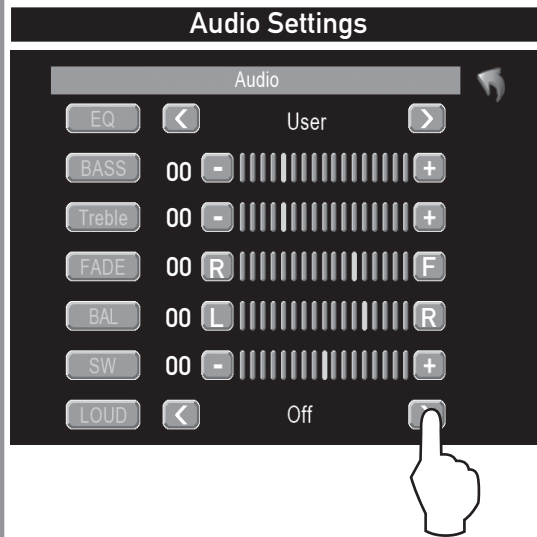 Audio Settings
Audio
EQ < User >
BASS 00 - +
Treble 00 - +
FADE 00 R F
BAL 00 L R
SW 00 - +
LOUD < Off